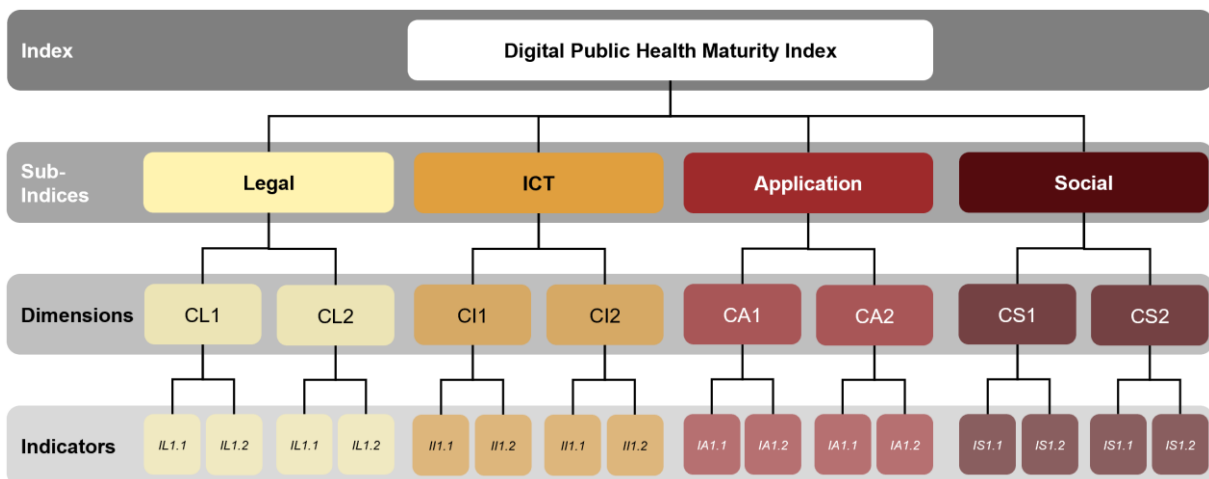 Index
Digital Public Health Maturity Index
Sub-
Indices
Legal
ICT
Application
Social
Dimensions
CL1
CL2
CI1
CI2
CA1
CA2
CS1
CS2
Indicators
IL1.1
IL1.2
IL1.1
IL1.2
II1.1
II1.2
II1.1
II1.2
IA1.1
IA1.2
IA1.1
IA1.2
IS1.1
IS1.2
IS1.1
IS1.2